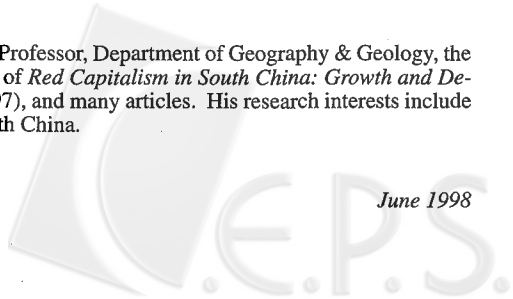 Professor, Department of Geography & Geology, the
of Red Capitalism in South China: Growth and De-
7), and many articles. His research interests include
th China.
June 1998
C.E.P.S.